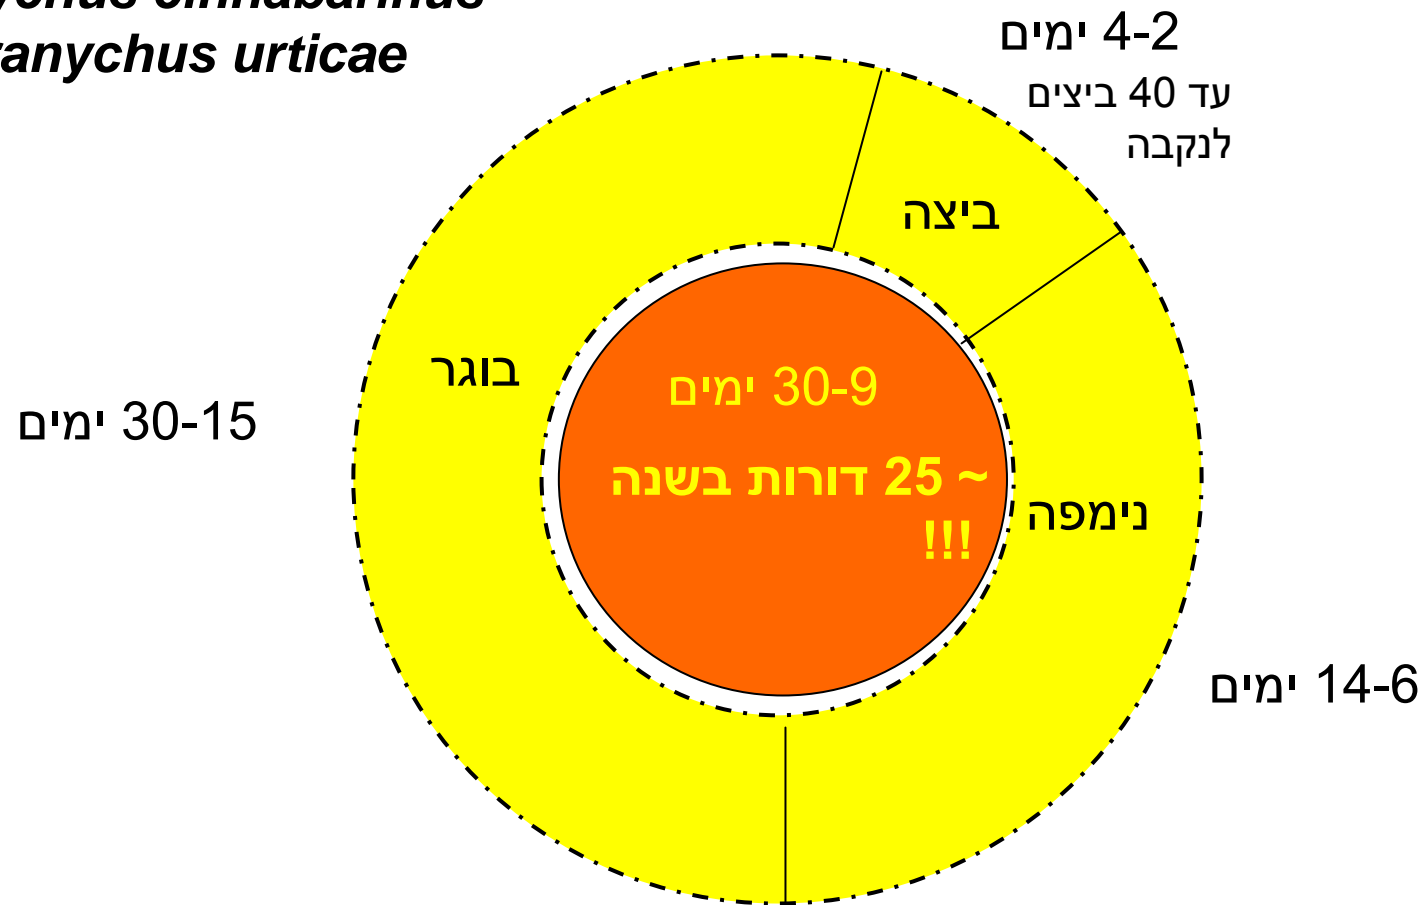 urticae
4-2 ימים
עד 40 ביצים
לנקבה
ביצה
בוגר
30-15 ימים
30-9 ימים
~ 25 דורות בשנה
!!!
נימפה
14-6 ימים